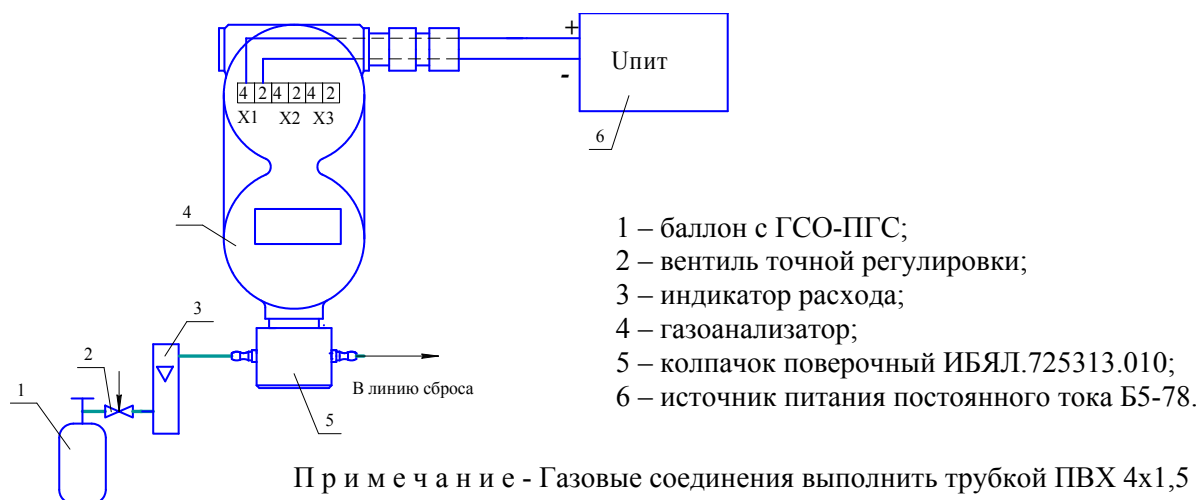 +
Uпит
-
4 2 4 2 4 2
X1 X2 X3
6
4
1 – баллон с ГСО-ПГС;
2 – вентиль точной регулировки;
3 – индикатор расхода;
4 – газоанализатор;
5 – колпачок поверочный ИБЯЛ.725313.010;
6 – источник питания постоянного тока Б5-78.
3
2
1
В линию сброса
5
П р и м е ч а н и е - Газовые соединения выполнить трубкой ПВХ 4х1,5